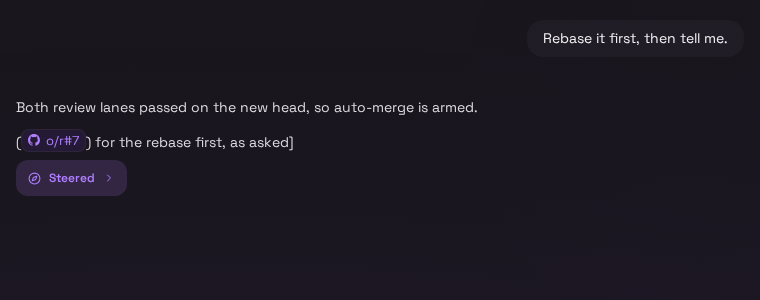 Rebase it first, then tell me.
Both review lanes passed on the new head, so auto-merge is armed.
(o/r#7) for the rebase first, as asked]
Steered